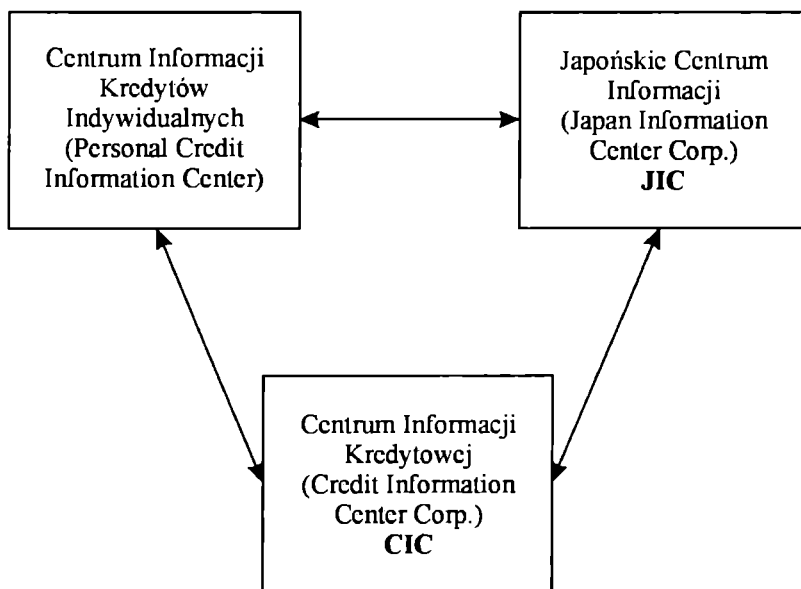 Centrum Informacji
Kredytów
Indywidualnych
(Personal Credit
Information Center)
Japońskie Centrum
Informacji
(Japan Information
Center Corp.)
JIC
Centrum Informacji
Kredytowej
(Credit Information
Center Corp.)
CIC